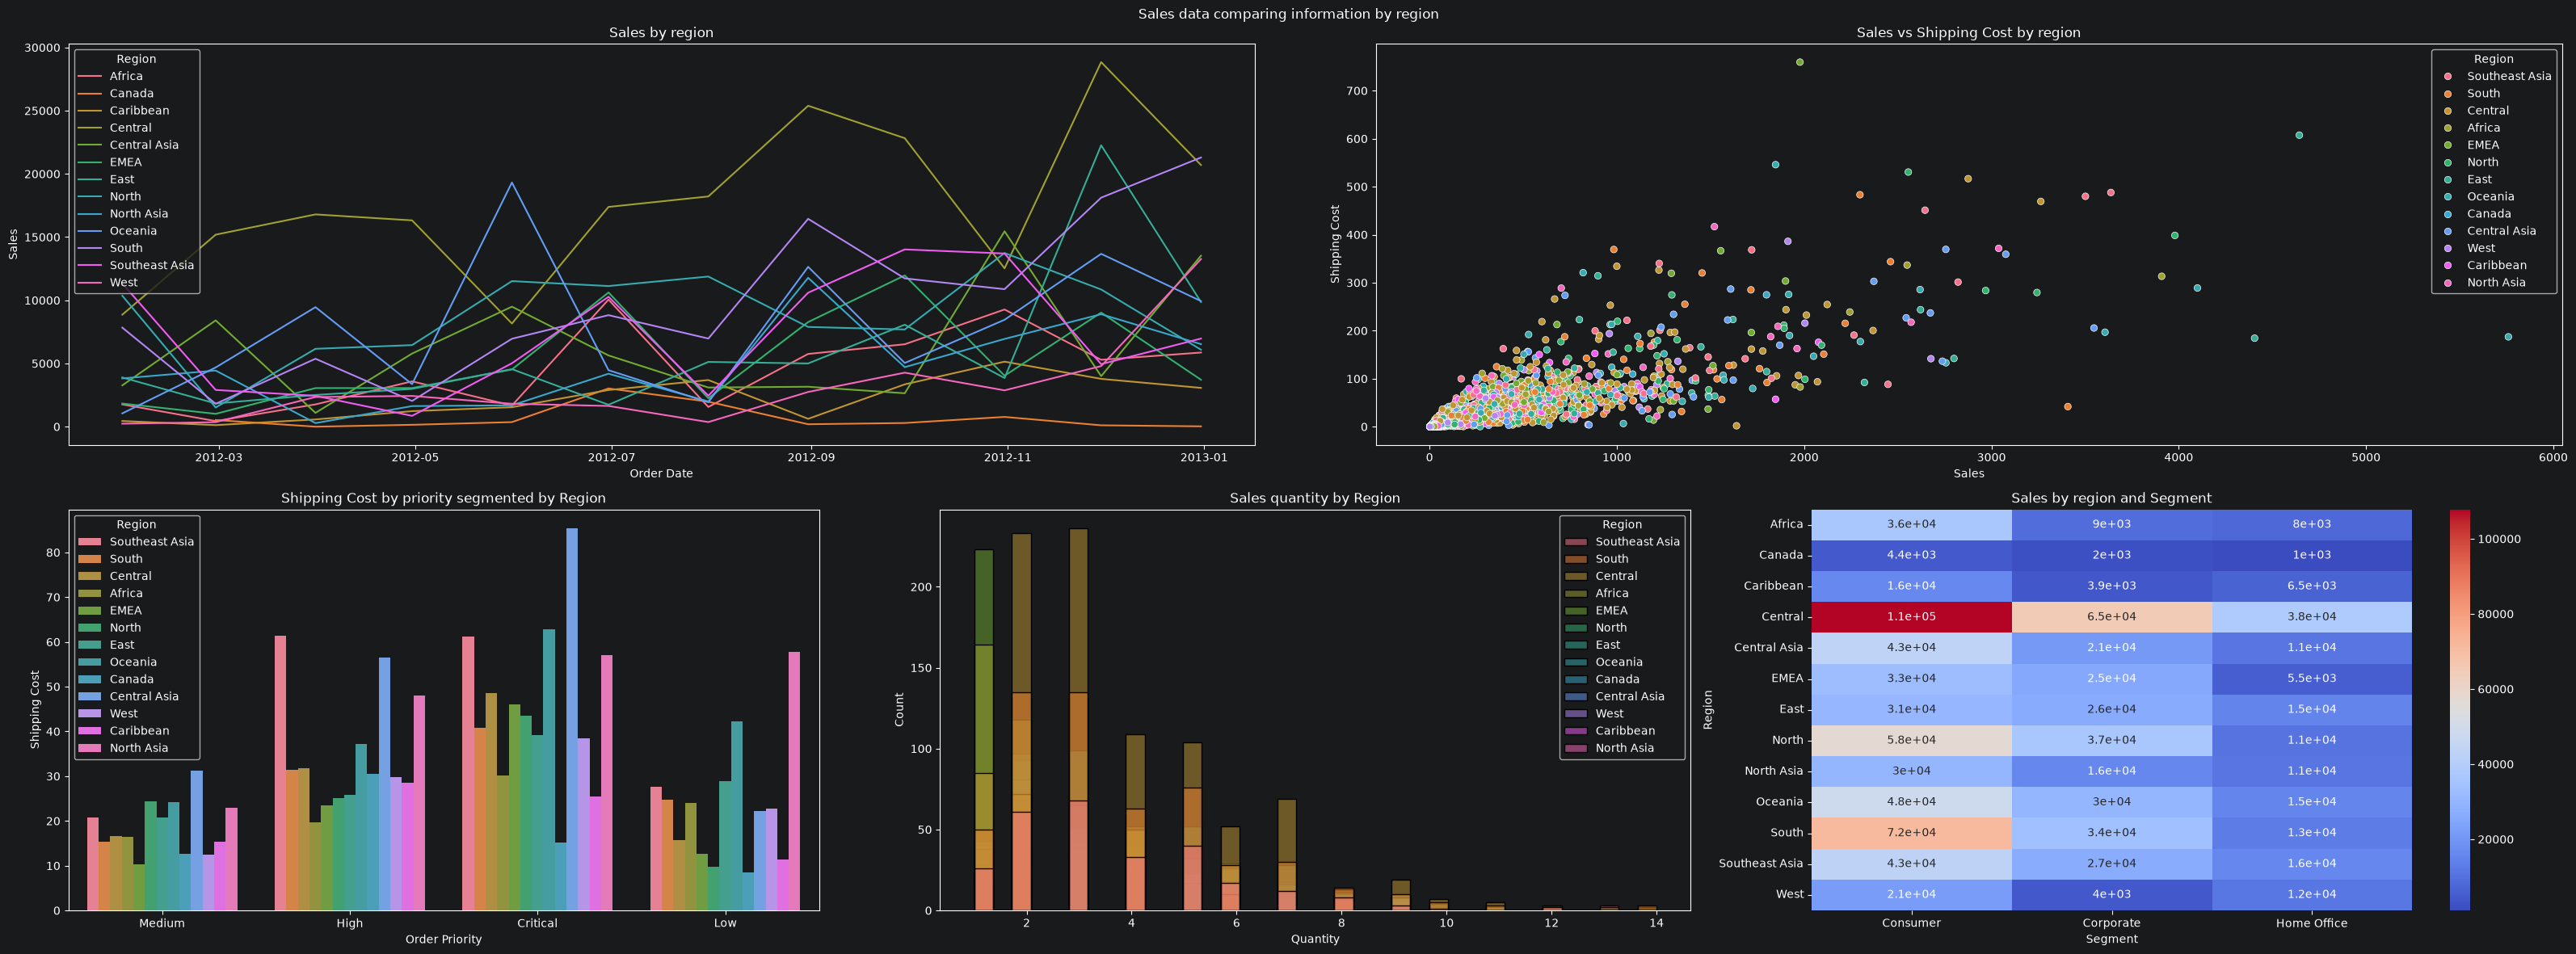 Sales data comparing information by region
Sales by region
Sales
30000
25000
20000
15000
10000
5000
0
Region
Africa
Canada
Caribbean
Central
Central Asia
EMEA
East
North
North Asia
Oceania
South
Southeast Asia
West
2012-03 2012-05 2012-07 2012-09 2012-11 2013-01
Order Date
Sales vs Shipping Cost by region
Shipping Cost
700
600
500
400
300
200
100
0
Region
Southeast Asia
South
Central
Africa
EMEA
North
East
Oceania
Canada
Central Asia
West
Caribbean
North Asia
0 1000 2000 3000 4000 5000 6000
Sales
Shipping Cost by priority segmented by Region
Shipping Cost
80
70
60
50
40
30
20
10
0
Region
Southeast Asia
South
Central
Africa
EMEA
North
East
Oceania
Canada
Central Asia
West
Caribbean
North Asia
Medium High Critical Low
Order Priority
Sales quantity by Region
Count
200
150
100
50
0
Region
Southeast Asia
South
Central
Africa
EMEA
North
East
Oceania
Canada
Central Asia
West
Caribbean
North Asia
2 4 6 8 10 12 14
Quantity
Sales by region and Segment
Region
Africa 3.6e+04 9e+03 8e+03
Canada 4.4e+03 2e+03 1e+03
Caribbean 1.6e+04 3.9e+03 6.5e+03
Central 1.1e+05 6.5e+04 3.8e+04
Central Asia 4.3e+04 2.1e+04 1.1e+04
EMEA 3.3e+04 2.5e+04 5.5e+03
East 3.1e+04 2.6e+04 1.5e+04
North 5.8e+04 3.7e+04 1.1e+04
North Asia 3e+04 1.6e+04 1.1e+04
Oceania 4.8e+04 3e+04 1.5e+04
South 7.2e+04 3.4e+04 1.3e+04
Southeast Asia 4.3e+04 2.7e+04 1.6e+04
West 2.1e+04 4e+03 1.2e+04
Consumer Corporate Home Office
Segment
100000
80000
60000
40000
20000